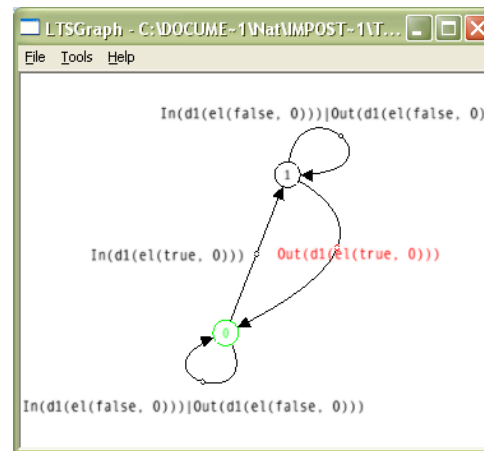 LTSGraph - C:\DOCUME~1\Nat\IMPOST~1\T...
File Tools Help
In(d1(el(false, 0)))|Out(d1(el(false, 0)
1
In(d1(el(true, 0)))
Out(d1(el(true, 0)))
0
In(d1(el(false, 0)))|Out(d1(el(false, 0)))